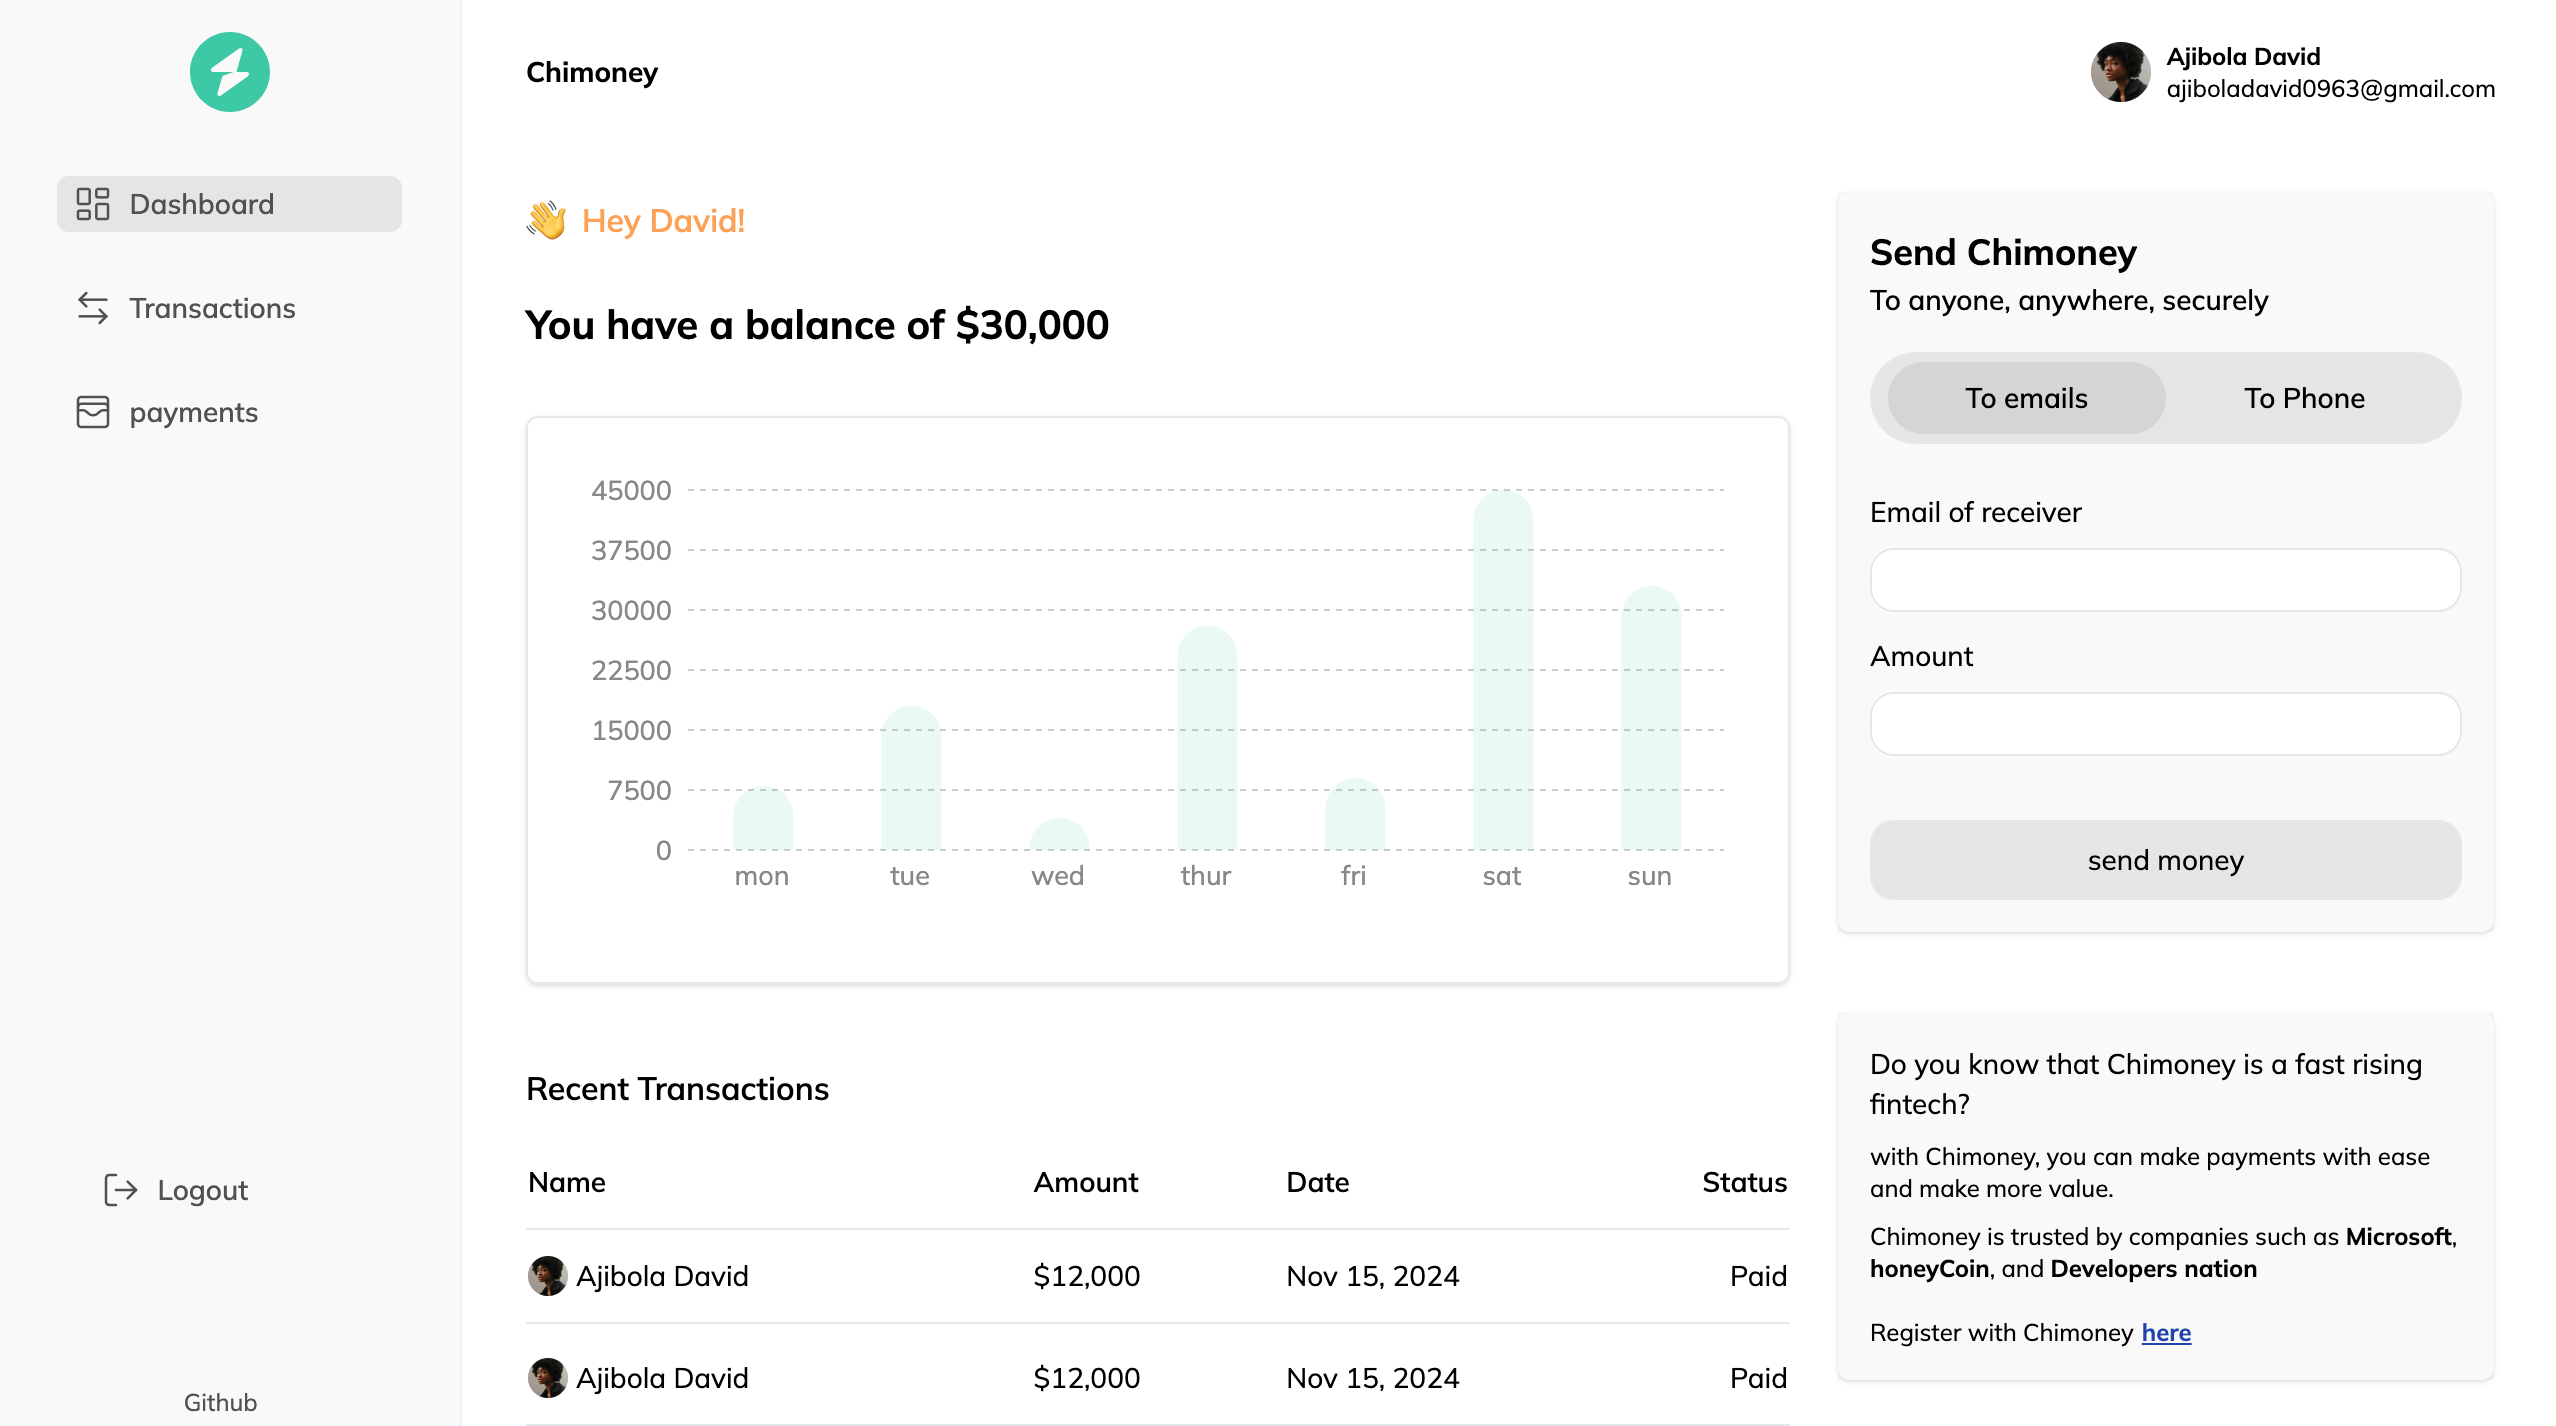 Dashboard
Transactions
payments
Logout
Github
Chimoney
Ajibola David
ajiboladavid0963@gmail.com
👋 Hey David!
You have a balance of $30,000
45000
37500
30000
22500
15000
7500
0
mon tue wed thur fri sat sun
Recent Transactions
Name Amount Date Status
Ajibola David $12,000 Nov 15, 2024 Paid
Ajibola David $12,000 Nov 15, 2024 Paid
Send Chimoney
To anyone, anywhere, securely
To emails To Phone
Email of receiver
Amount
send money
Do you know that Chimoney is a fast rising
fintech?
with Chimoney, you can make payments with ease
and make more value.
Chimoney is trusted by companies such as Microsoft,
honeyCoin, and Developers nation
Register with Chimoney here